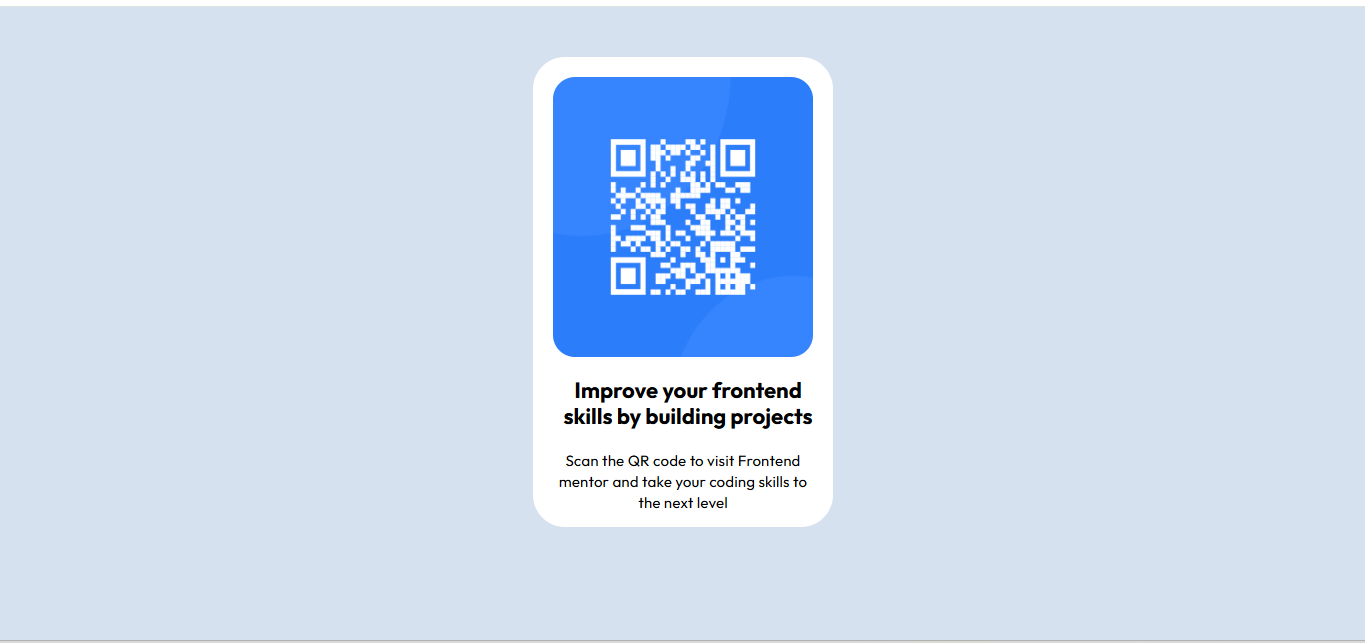 Improve your frontend
skills by building projects
Scan the QR code to visit Frontend
mentor and take your coding skills to
the next level